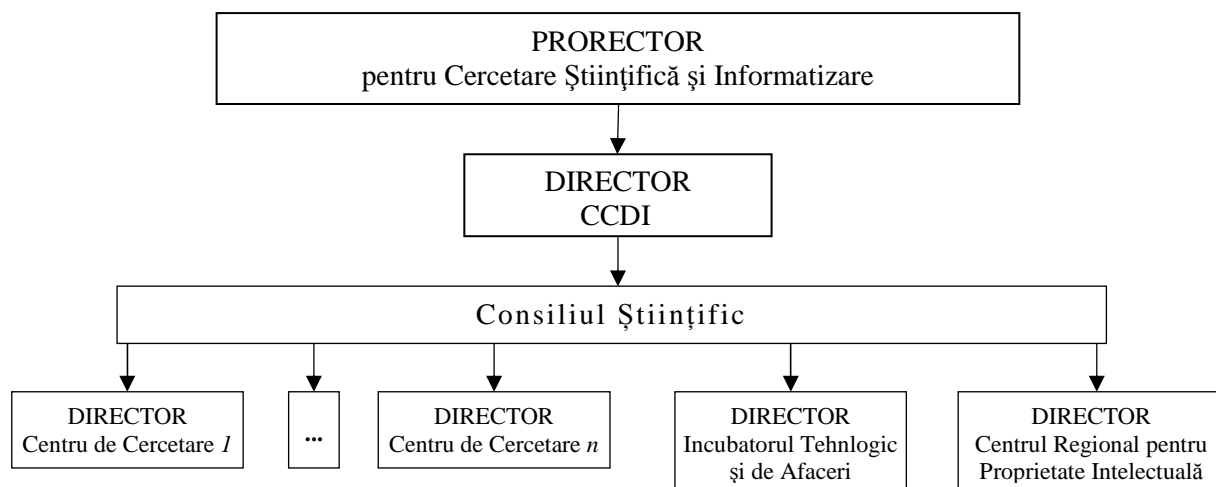 PRORECTOR
pentru Cercetare Ştiinţifică şi Informatizare
DIRECTOR
CCDI
Consiliul Științific
DIRECTOR
Centru de Cercetare 1
...
DIRECTOR
Centru de Cercetare n
DIRECTOR
Incubatorul Tehnlogic
şi de Afaceri
DIRECTOR
Centrul Regional pentru
Proprietate Intelectuală